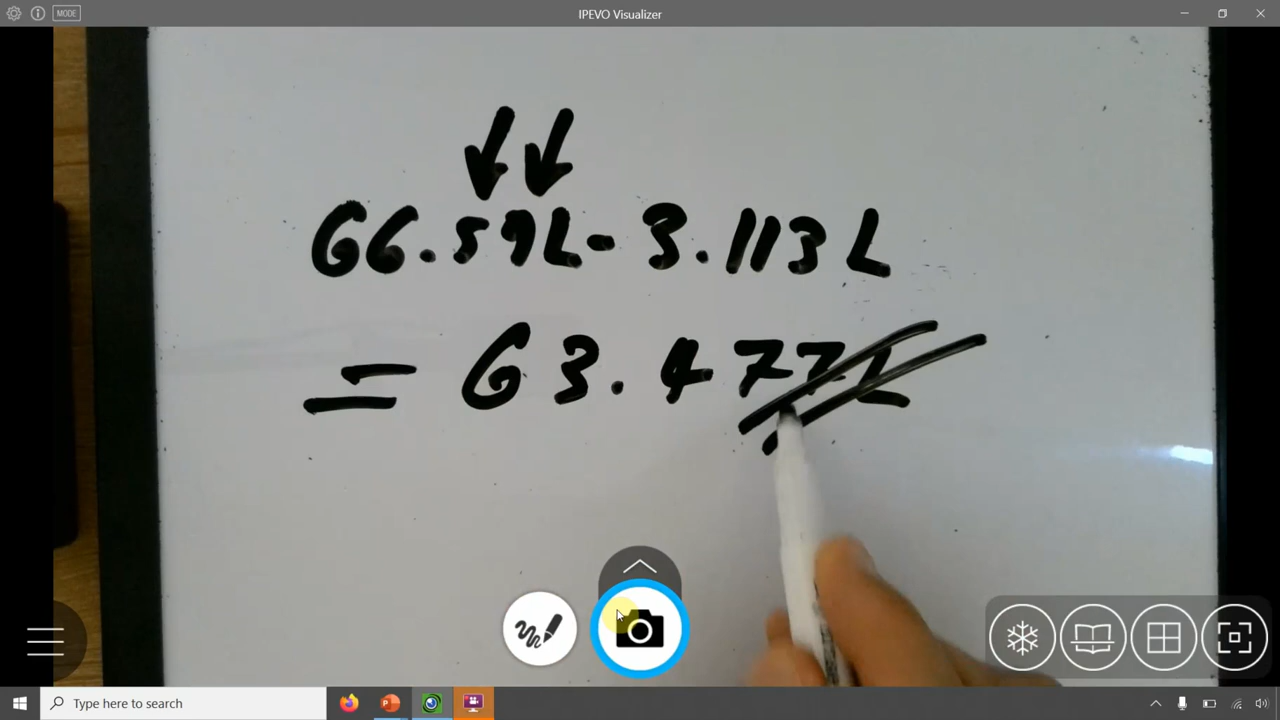 MODE
IPEVO Visualizer
66.59L-3.113L
= 63.477L
Type here to search